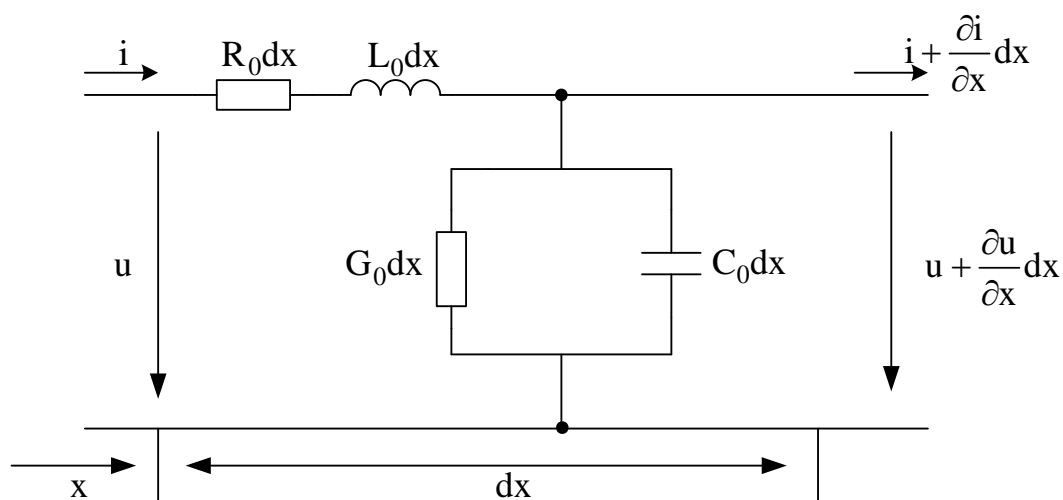 i
R₀dx
L₀dx
i + ∂i/∂x dx
u
G₀dx
C₀dx
u + ∂u/∂x dx
x
dx